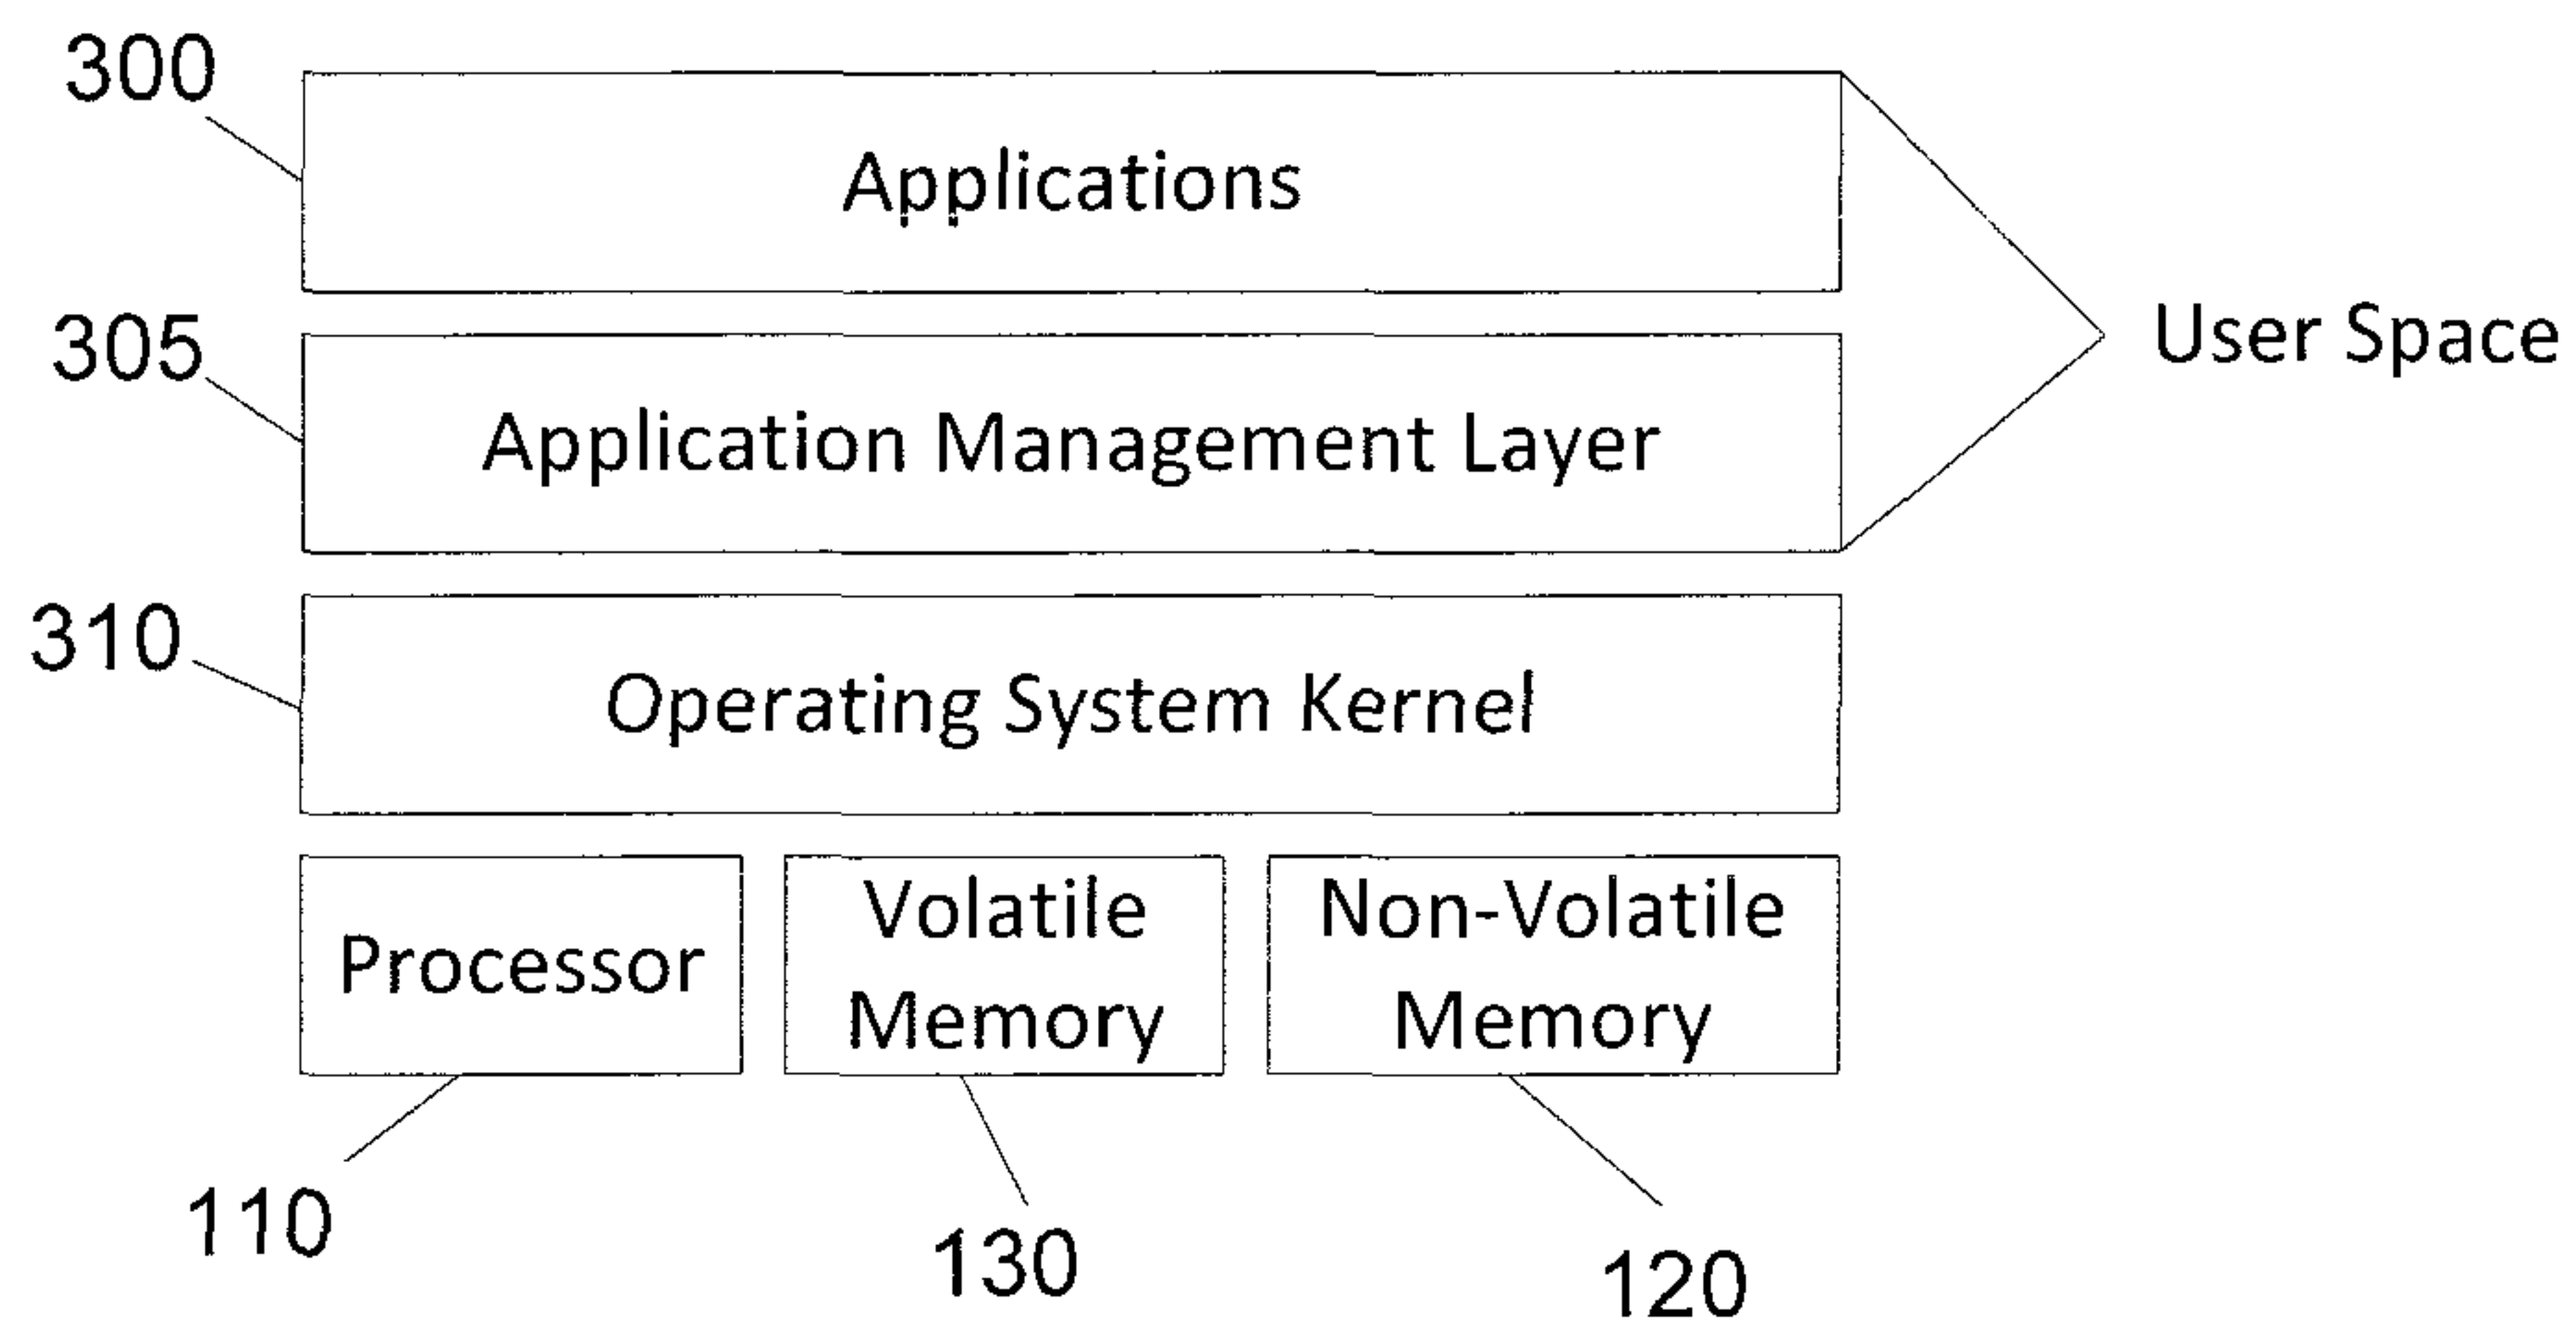 300
Applications
305
Application Management Layer
User Space
310
Operating System Kernel
Processor
Volatile
Memory
Non-Volatile
Memory
110
130
120